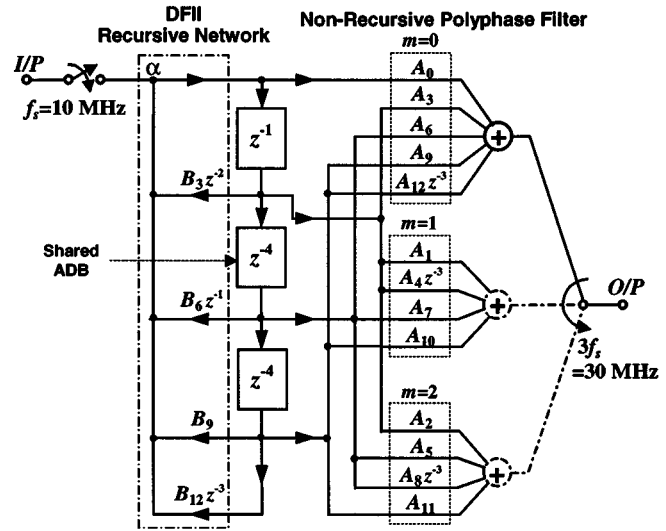 DFII
Recursive Network
Non-Recursive Polyphase Filter
I/P
fₛ=10 MHz
α
z⁻¹
B₃z⁻²
Shared
ADB
z⁻⁴
B₆z⁻¹
z⁻⁴
B₉
B₁₂z⁻³
m=0
A₀
A₃
A₆
A₉
A₁₂z⁻³
m=1
A₁
A₄z⁻³
A₇
A₁₀
m=2
A₂
A₅
A₈z⁻³
A₁₁
+
+
+
O/P
3fₛ
=30 MHz